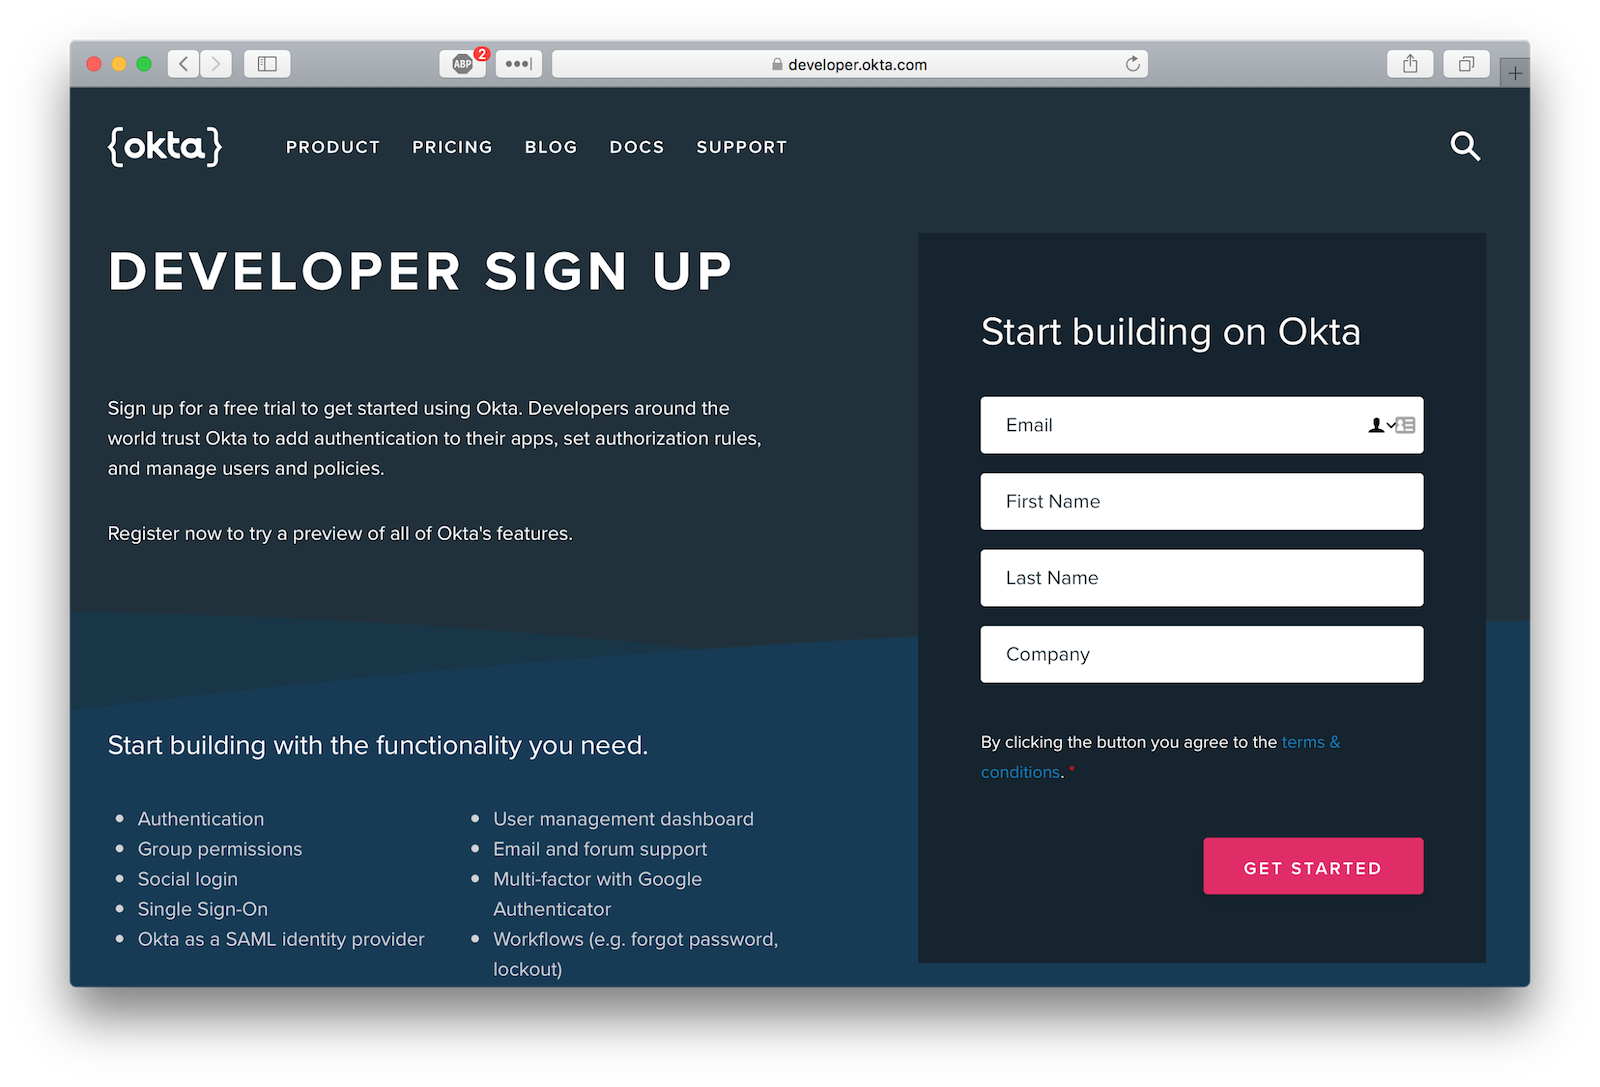 ABP 2
developer.okta.com
{okta} PRODUCT PRICING BLOG DOCS SUPPORT
DEVELOPER SIGN UP
Sign up for a free trial to get started using Okta. Developers around the
world trust Okta to add authentication to their apps, set authorization rules,
and manage users and policies.
Register now to try a preview of all of Okta's features.
Start building with the functionality you need.
Authentication
Group permissions
Social login
Single Sign-On
Okta as a SAML identity provider
User management dashboard
Email and forum support
Multi-factor with Google
Authenticator
Workflows (e.g. forgot password,
lockout)
Start building on Okta
Email
First Name
Last Name
Company
By clicking the button you agree to the terms &
conditions. *
GET STARTED